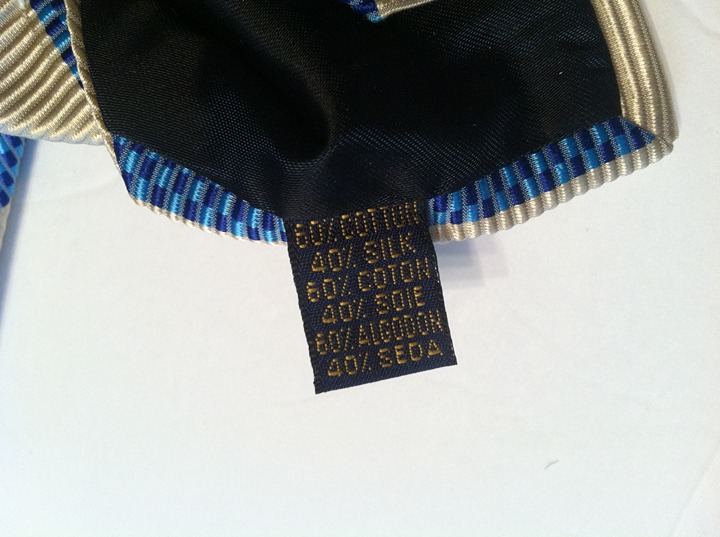 60% COTTON
40% SILK
60% COTON
40% SOIE
60% ALGODON
40% SEDA